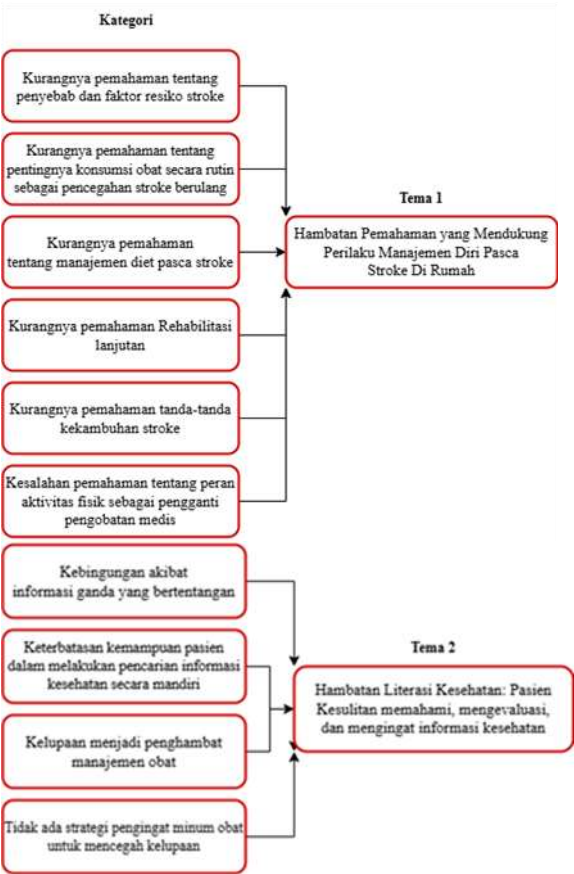 Kategori
Kurangnya pemahaman tentang
penyebab dan faktor resiko stroke
Kurangnya pemahaman tentang
pentingnya konsumsi obat secara rutin
sebagai pencegahan stroke berulang
Kurangnya pemahaman
tentang manajemen diet pasca stroke
Kurangnya pemahaman Rehabilitasi
lanjutan
Kurangnya pemahaman tanda-tanda
kekambuhan stroke
Kesalahan pemahaman tentang peran
aktivitas fisik sebagai pengganti
pengobatan medis
Tema 1
Hambatan Pemahaman yang Mendukung
Perilaku Manajemen Diri Pasca
Stroke Di Rumah
Kebingungan akibat
informasi ganda yang bertentangan
Keterbatasan kemampuan pasien
dalam melakukan pencarian informasi
kesehatan secara mandiri
Kelupaan menjadi penghambat
manajemen obat
Tidak ada strategi pengingat minum obat
untuk mencegah kelupaan
Tema 2
Hambatan Literasi Kesehatan: Pasien
Kesulitan memahami, mengevaluasi,
dan mengingat informasi kesehatan